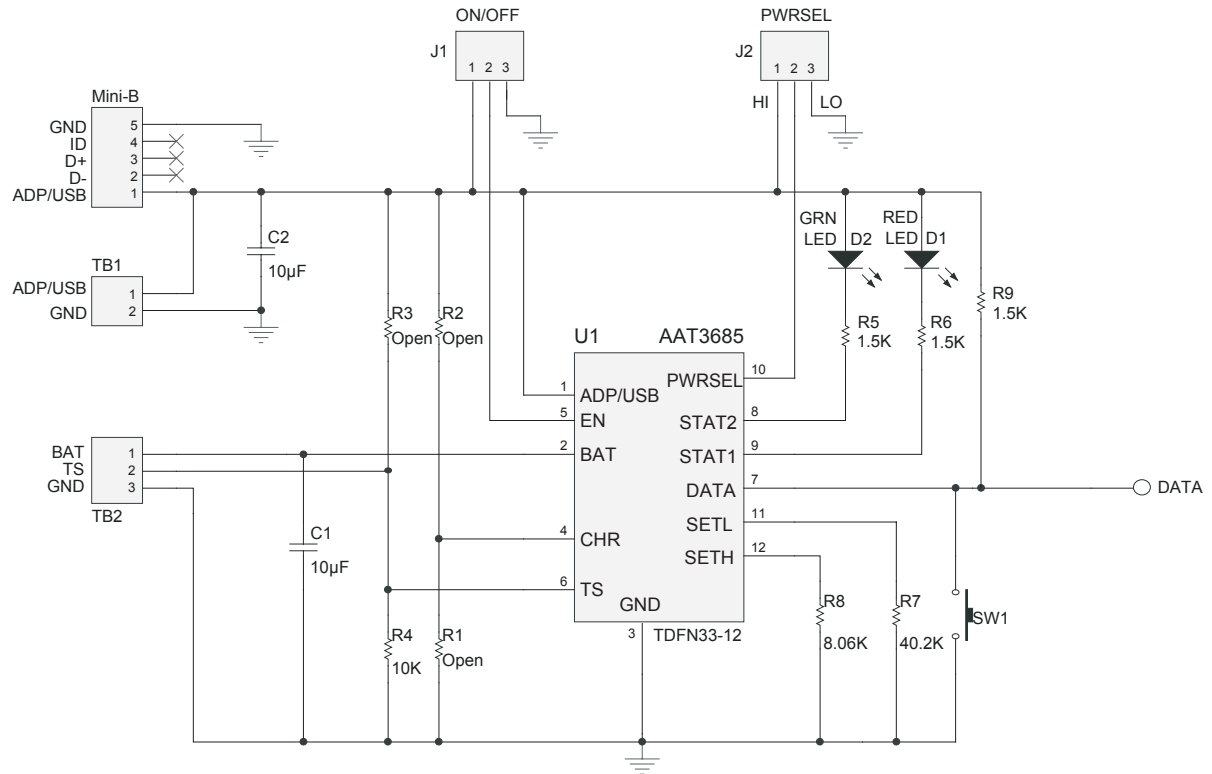 ON/OFF
J1
1 2 3
PWRSEL
J2
1 2 3
HI
LO
Mini-B
GND 5
ID 4
D+ 3
D- 2
ADP/USB 1
C2
10µF
TB1
ADP/USB 1
GND 2
GRN
LED D2
RED
LED D1
R9
1.5K
R3
Open
R2
Open
R5
1.5K
R6
1.5K
U1 AAT3685
1 ADP/USB
5 EN
2 BAT
4 CHR
6 TS
GND
3
PWRSEL 10
STAT2 8
STAT1 9
DATA 7
SETL 11
SETH 12
TDFN33-12
DATA
BAT 1
TS 2
GND 3
TB2
C1
10µF
R4
10K
R1
Open
R8
8.06K
R7
40.2K
SW1